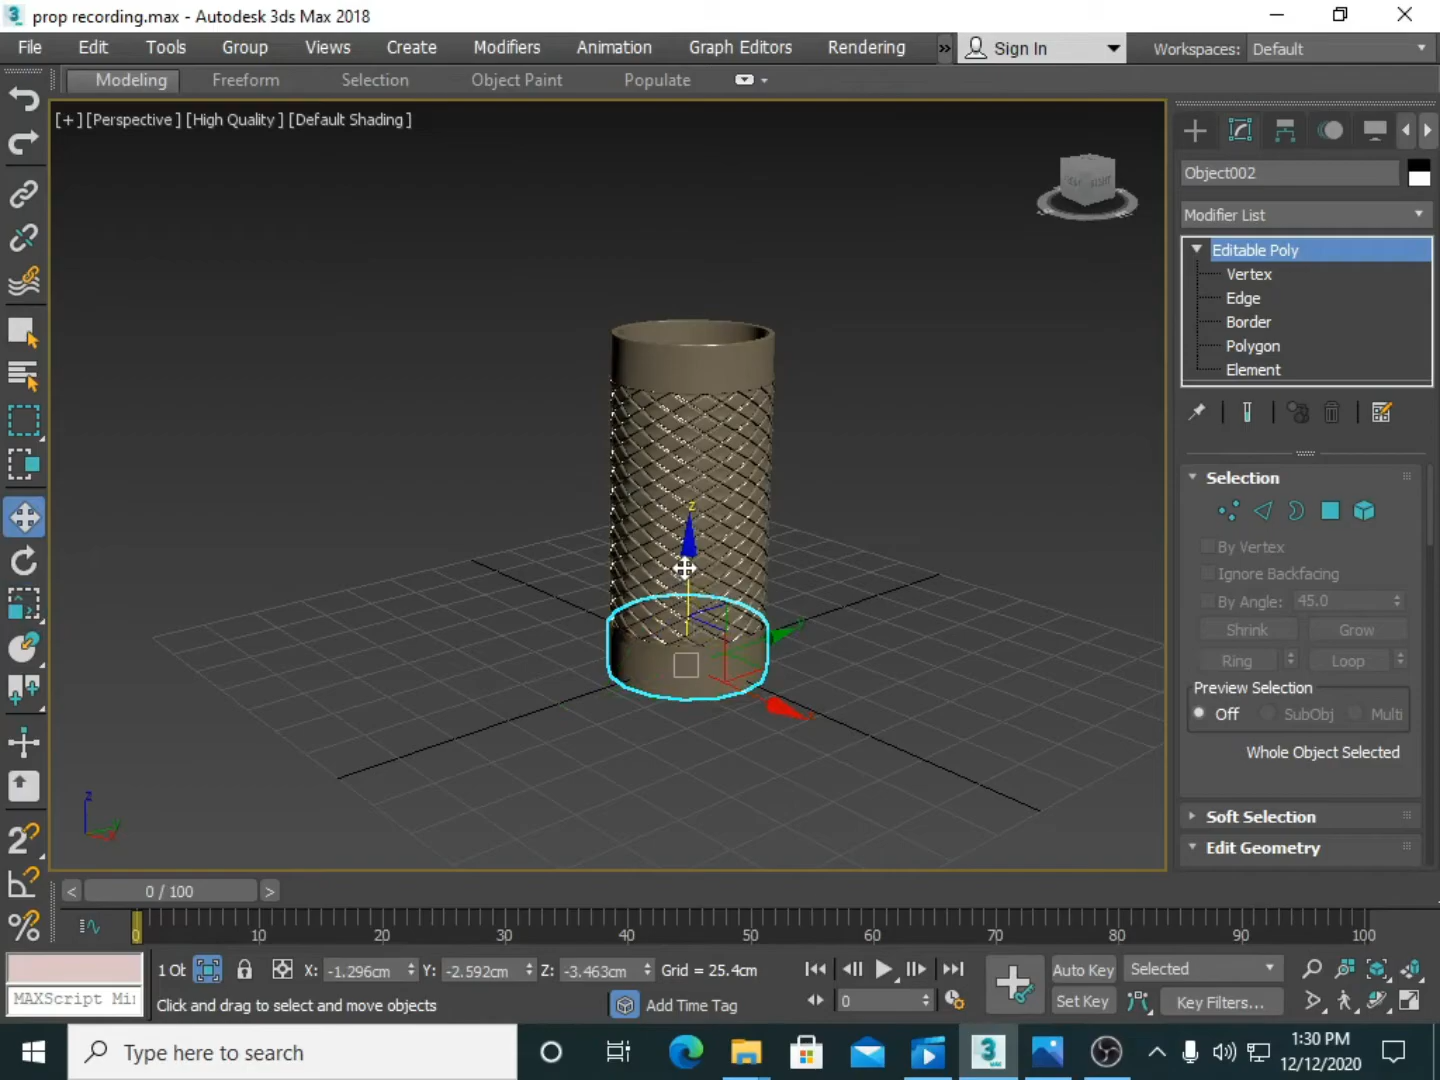 prop recording.max - Autodesk 3ds Max 2018
File Edit Tools Group Views Create Modifiers Animation Graph Editors Rendering » Sign In Workspaces: Default
Modeling Freeform Selection Object Paint Populate
[+] [Perspective ] [High Quality ] [Default Shading ]
Object002
Modifier List
Editable Poly
Vertex
Edge
Border
Polygon
Element
Selection
By Vertex
Ignore Backfacing
By Angle: 45.0
Shrink Grow
Ring Loop
Preview Selection
Off SubObj Multi
Whole Object Selected
Soft Selection
Edit Geometry
z
z
< 0 / 100 >
0 10 20 30 40 50 60 70 80 90 100
1 Ot X: -1.296cm Y: -2.592cm Z: -3.463cm Grid = 25.4cm Auto Key Selected
MAXScript Mi Click and drag to select and move objects Add Time Tag 0 Set Key Key Filters...
Type here to search
1:30 PM
12/12/2020